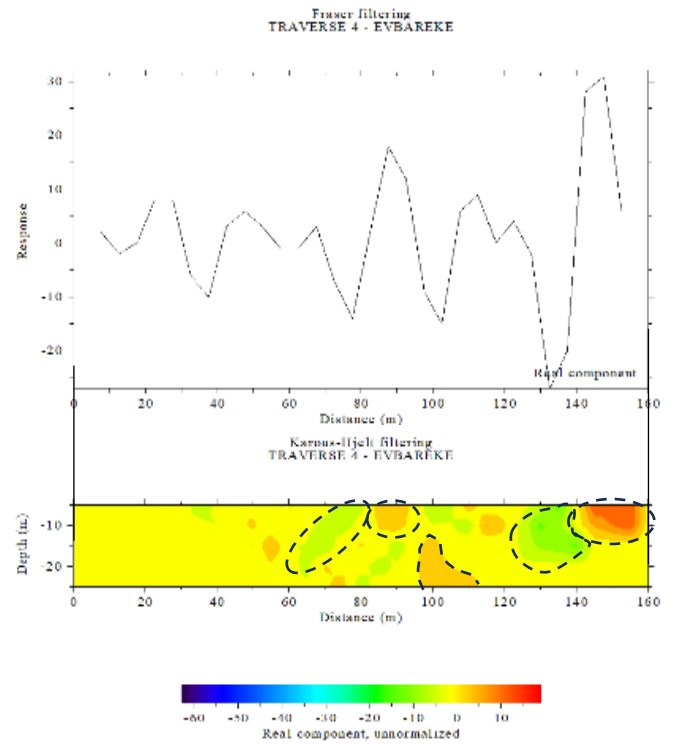 Fraser filtering
TRAVERSE 4 - EVBAREKE
30
20
10
0
-10
-20
Response
Real component
0 20 40 60 80 100 120 140 160
Distance (m)
Karous-Hjelt filtering
TRAVERSE 4 - EVBAREKE
-10
-20
Depth (m)
0 20 40 60 80 100 120 140 160
Distance (m)
-60 -50 -40 -30 -20 -10 0 10
Real component, unnormalized